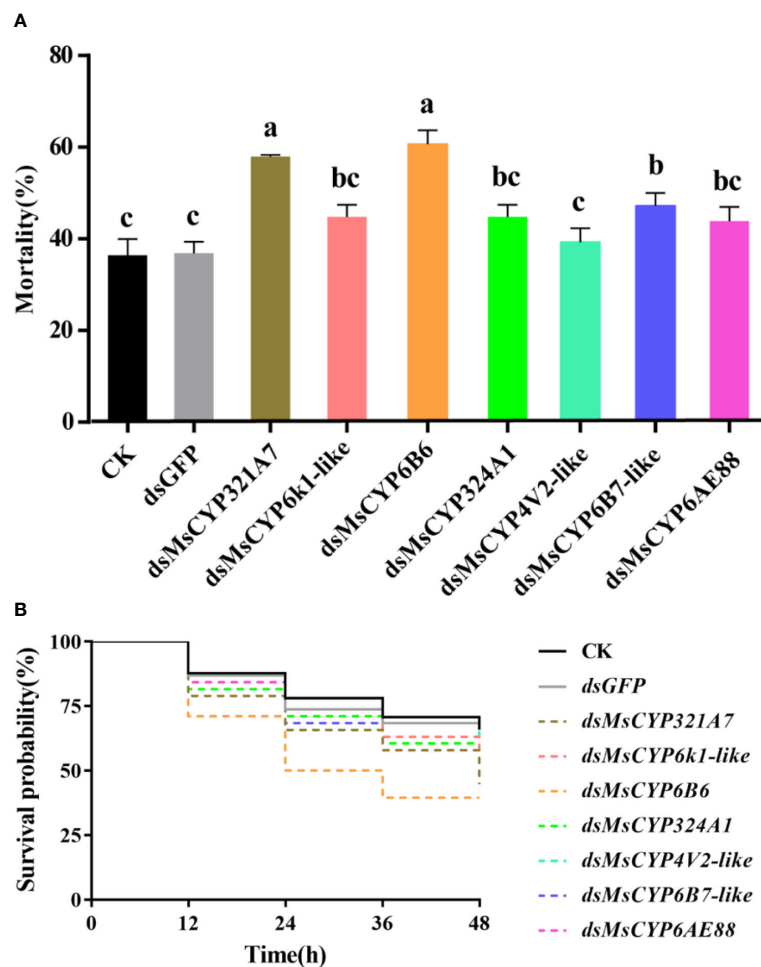 A
Mortality(%)
80
60
40
20
0
c
c
a
bc
a
bc
c
b
bc
CK
dsGFP
dsMsCYP321A7
dsMsCYP6k1-like
dsMsCYP6B6
dsMsCYP324A1
dsMsCYP4V2-like
dsMsCYP6B7-like
dsMsCYP6AE88
B
Survival probability(%)
100
75
50
25
0
0
12
24
36
48
Time(h)
CK
dsGFP
dsMsCYP321A7
dsMsCYP6k1-like
dsMsCYP6B6
dsMsCYP324A1
dsMsCYP4V2-like
dsMsCYP6B7-like
dsMsCYP6AE88